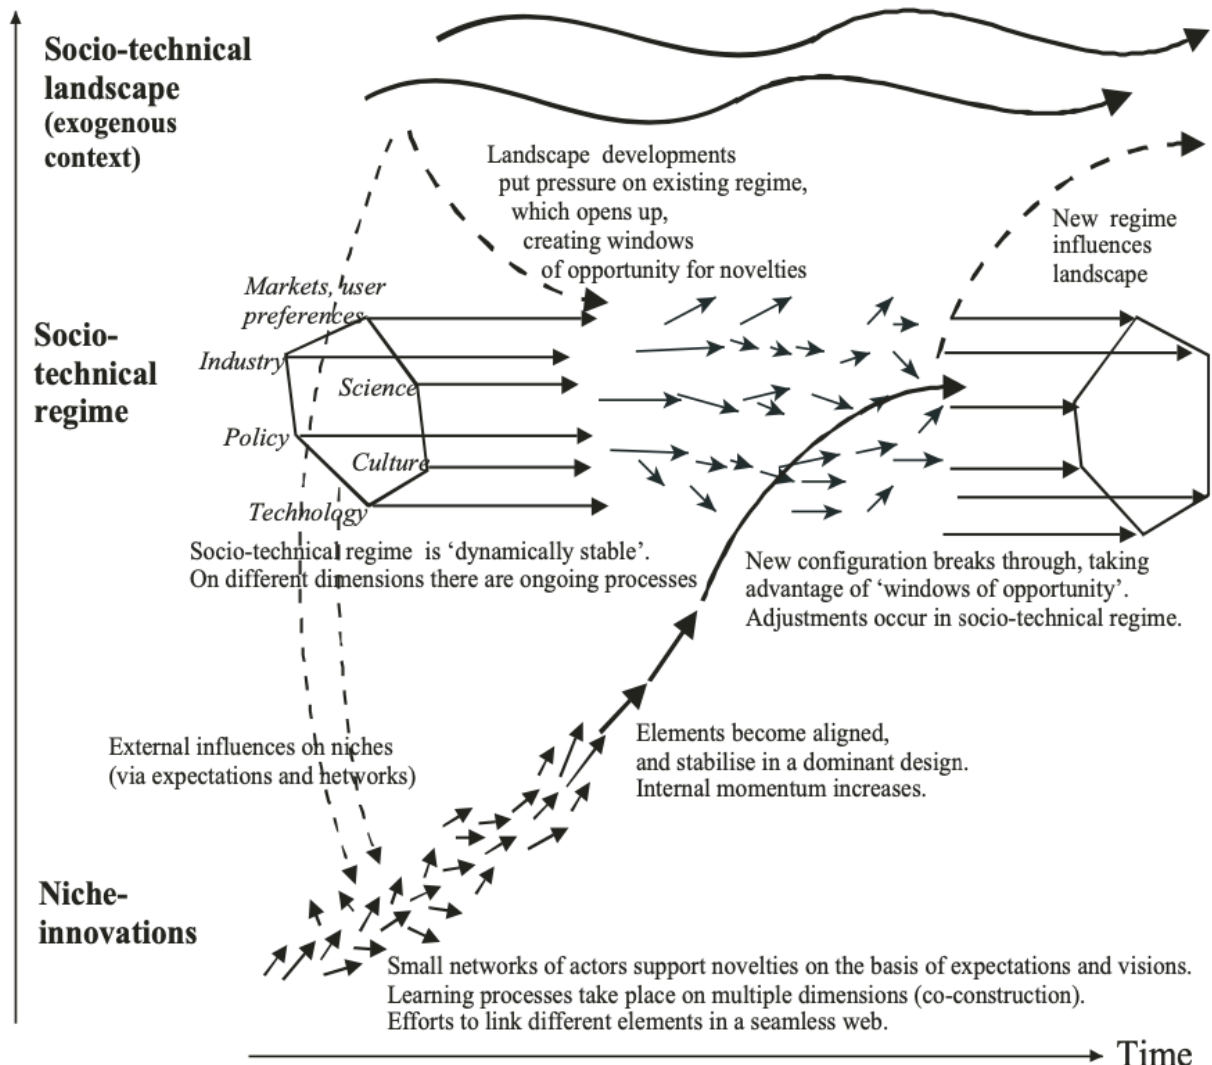 Socio-technical
landscape
(exogenous
context)
Landscape developments
put pressure on existing regime,
which opens up,
creating windows
of opportunity for novelties
New regime
influences
landscape
Markets, user
preferences
Socio-
technical
regime
Industry
Science
Policy
Culture
Technology
Socio-technical regime is ‘dynamically stable’.
On different dimensions there are ongoing processes
New configuration breaks through, taking
advantage of ‘windows of opportunity’.
Adjustments occur in socio-technical regime.
External influences on niches
(via expectations and networks)
Elements become aligned,
and stabilise in a dominant design.
Internal momentum increases.
Niche-
innovations
Small networks of actors support novelties on the basis of expectations and visions.
Learning processes take place on multiple dimensions (co-construction).
Efforts to link different elements in a seamless web.
Time